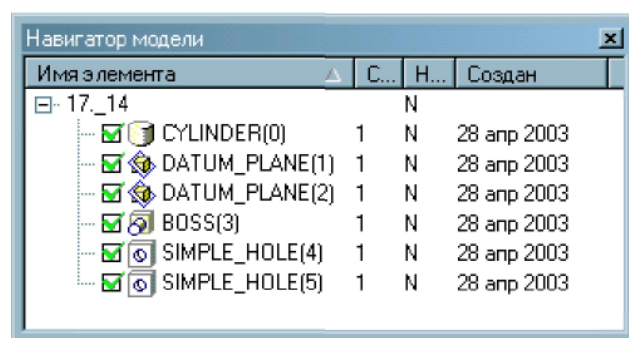 Навигатор модели
Имя элемента С... Н... Создан
17._14 N
CYLINDER(0) 1 N 28 апр 2003
DATUM_PLANE(1) 1 N 28 апр 2003
DATUM_PLANE(2) 1 N 28 апр 2003
BOSS(3) 1 N 28 апр 2003
SIMPLE_HOLE(4) 1 N 28 апр 2003
SIMPLE_HOLE(5) 1 N 28 апр 2003